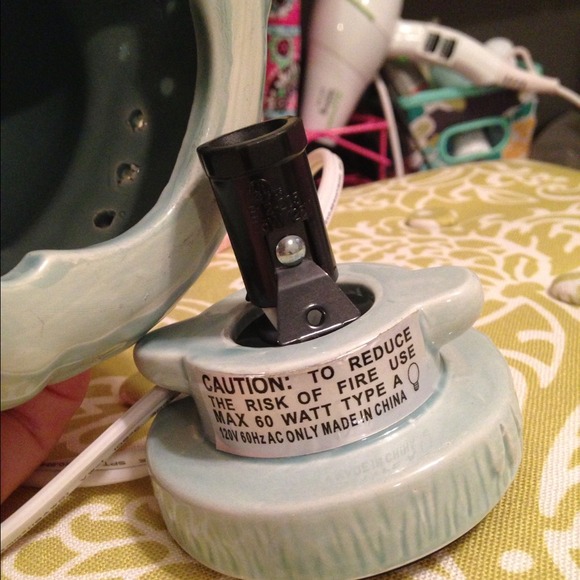 CAUTION: TO REDUCE
THE RISK OF FIRE USE
MAX 60 WATT TYPE A
120V 60Hz AC ONLY MADE IN CHINA